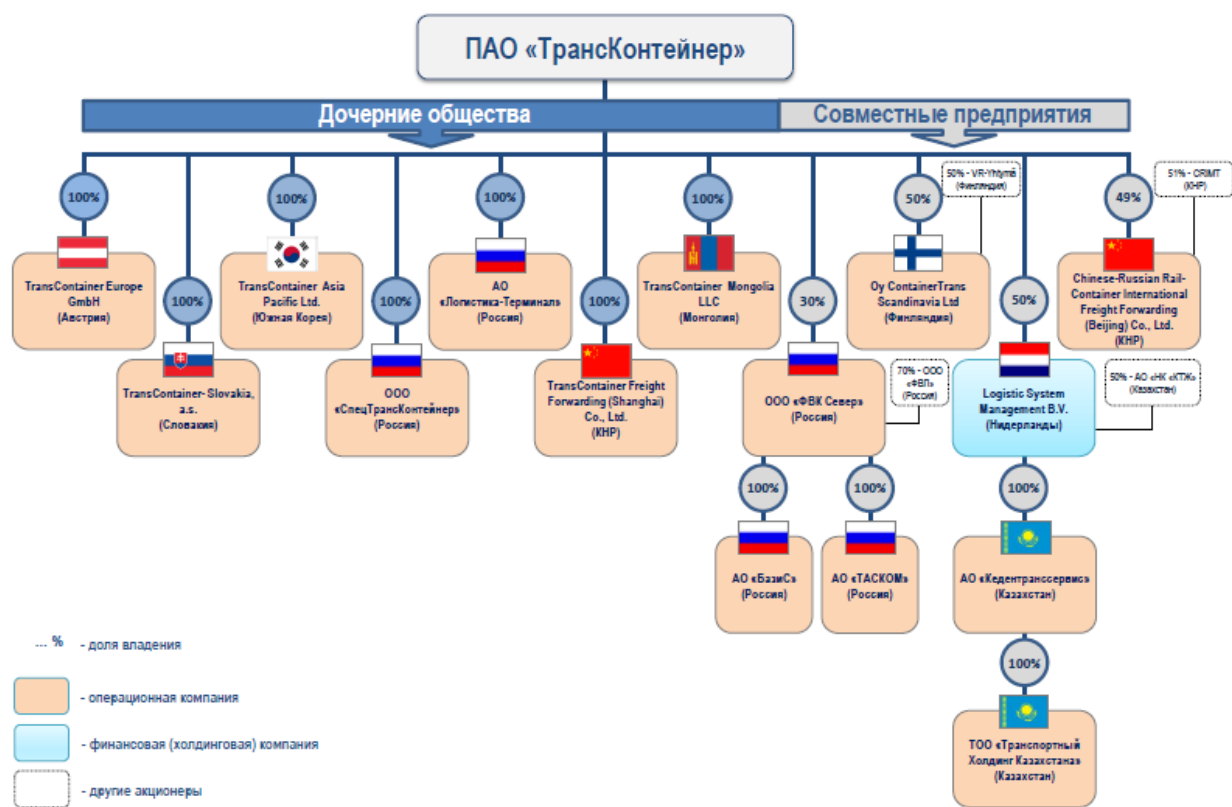 ПАО «ТрансКонтейнер»
Дочерние общества
Совместные предприятия
100%
100%
100%
100%
50%
50% - VR-Yhtymä
(Финляндия)
49%
51% - CRIMT
(КНР)
TransContainer Europe
GmbH
(Австрия)
TransContainer Asia
Pacific Ltd.
(Южная Корея)
АО
«Логистика-Терминал»
(Россия)
TransContainer Mongolia
LLC
(Монголия)
Oy ContainerTrans
Scandinavia Ltd
(Финляндия)
Chinese-Russian Rail-
Container International
Freight Forwarding
(Beijing) Co., Ltd.
(КНР)
100%
100%
100%
30%
50%
TransContainer- Slovakia,
a.s.
(Словакия)
ООО
«СпецТрансКонтейнер»
(Россия)
TransContainer Freight
Forwarding (Shanghai)
Co., Ltd.
(КНР)
ООО «ФВК Север»
(Россия)
70% - ООО
«ФВЛ»
(Россия)
Logistic System
Management B.V.
(Нидерланды)
50% - АО «НК «КТЖ»
(Казахстан)
100%
100%
100%
АО «БазиС»
(Россия)
АО «ТАСКОМ»
(Россия)
АО «Кедентранссервис»
(Казахстан)
100%
ТОО «Транспортный
Холдинг Казахстана»
(Казахстан)
... % - доля владения
- операционная компания
- финансовая (холдинговая) компания
- другие акционеры